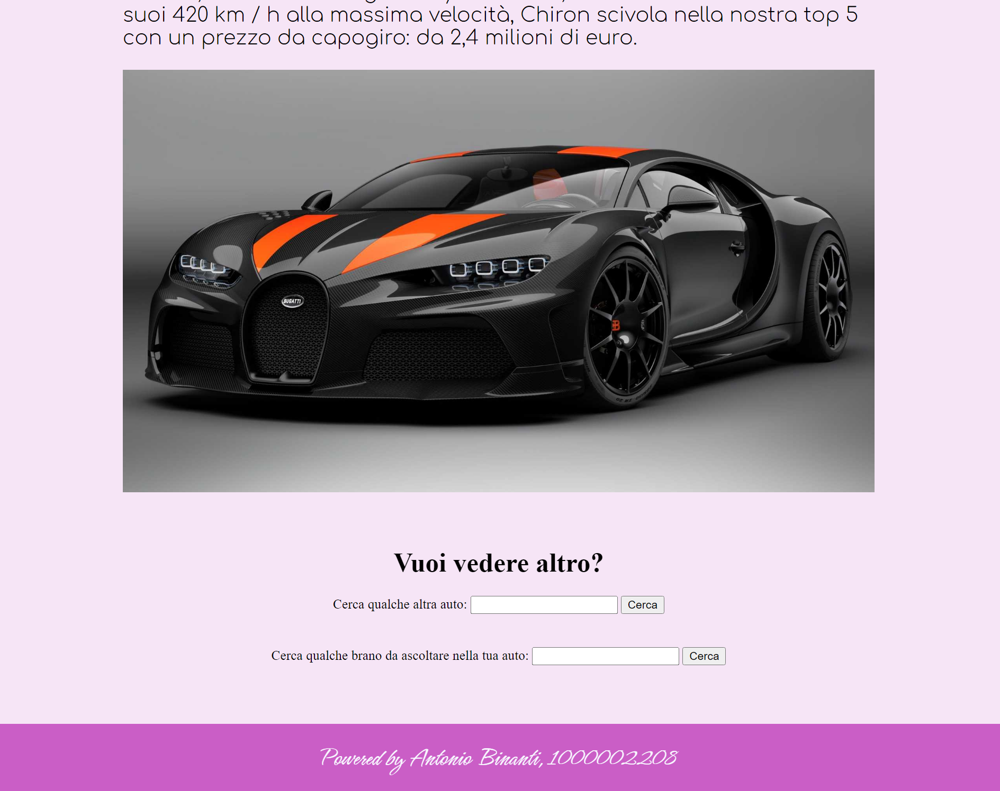 suoi 420 km / h alla massima velocità, Chiron scivola nella nostra top 5
con un prezzo da capogiro: da 2,4 milioni di euro.
BUGATTI
Vuoi vedere altro?
Cerca qualche altra auto: Cerca
Cerca qualche brano da ascoltare nella tua auto: Cerca
Powered by Antonio Binanti, 1000002208